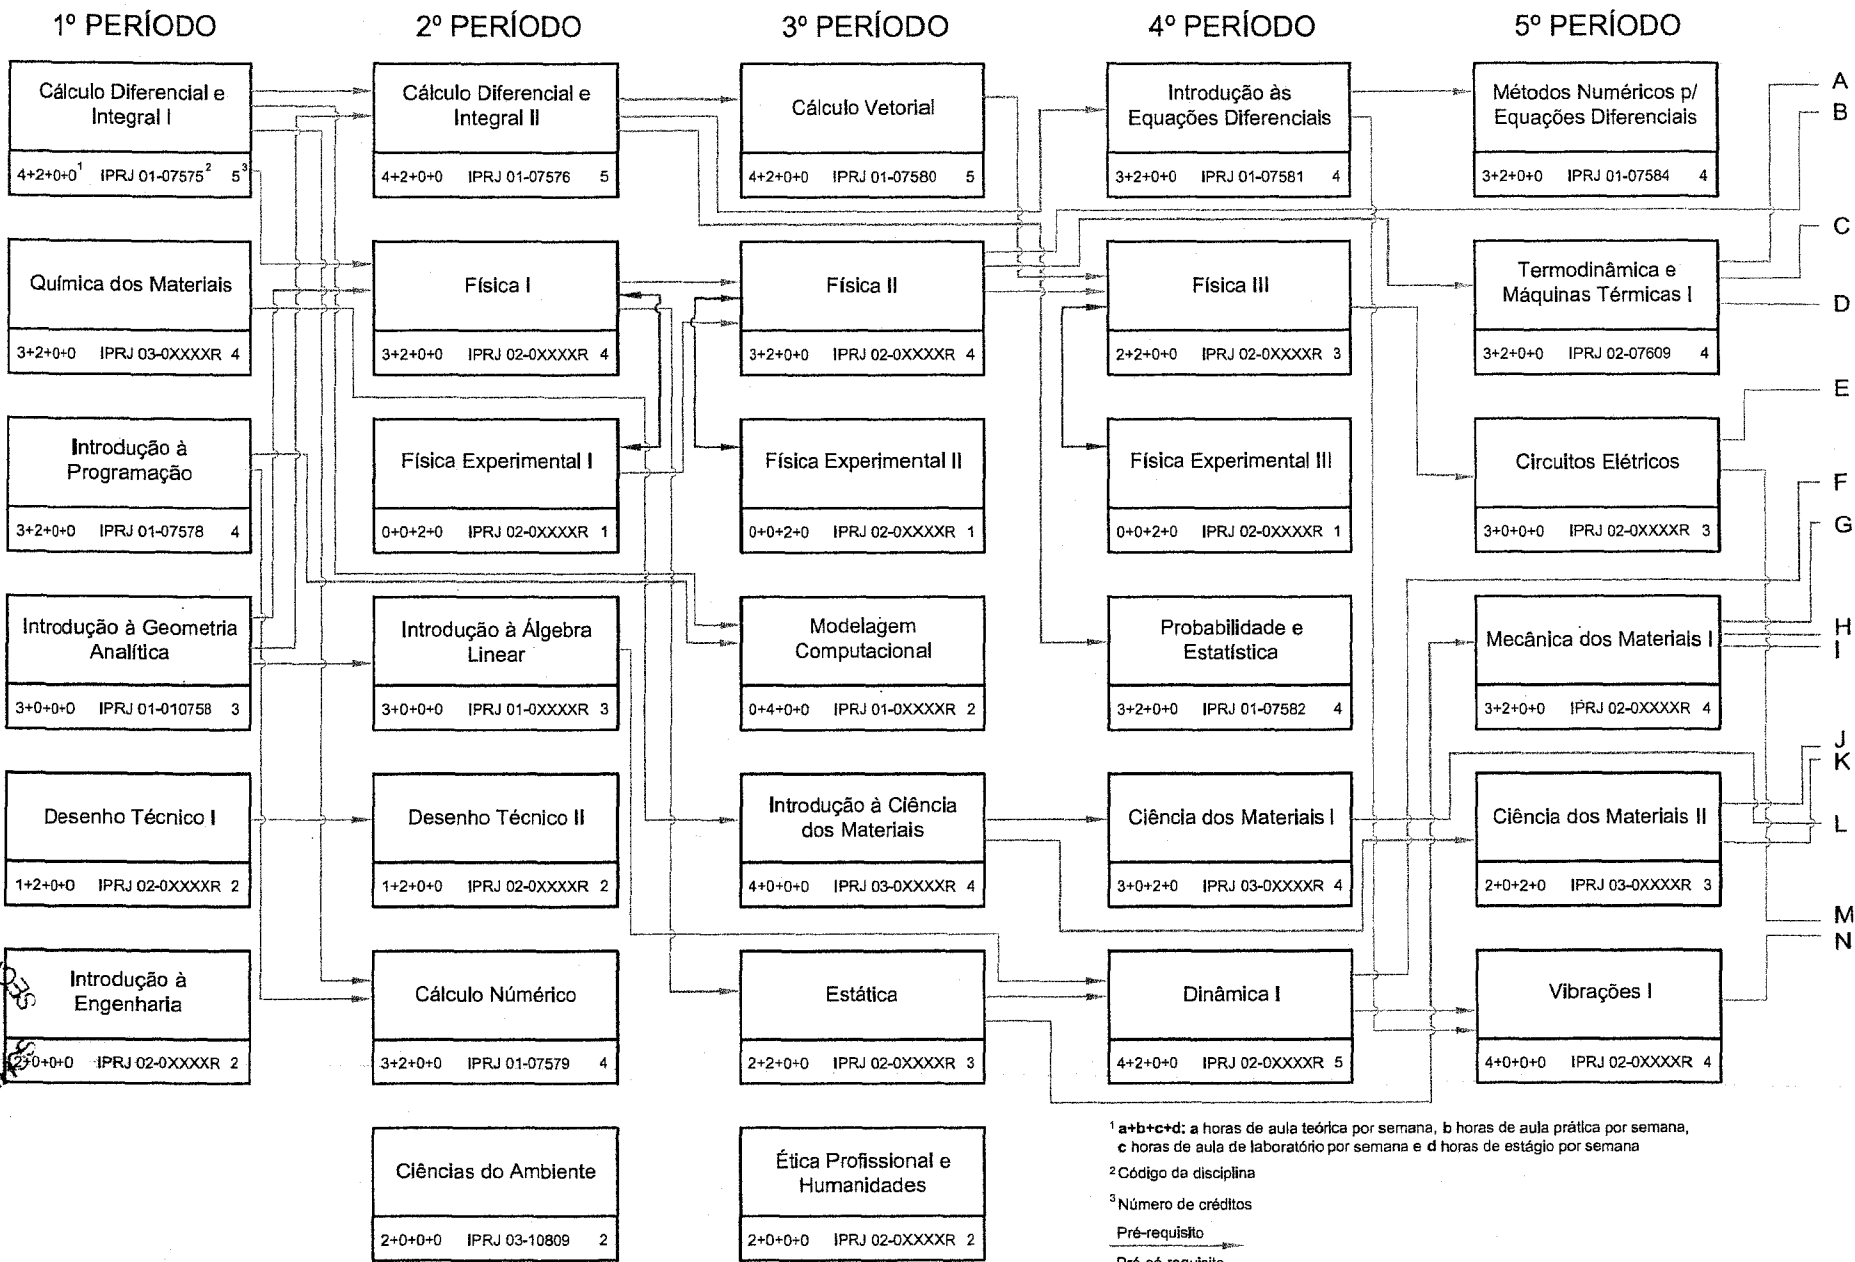 1º PERÍODO
2º PERÍODO
3º PERÍODO
4º PERÍODO
5º PERÍODO
Cálculo Diferencial e
Integral I
4+2+0+0¹ IPRJ 01-07575² 5³
Química dos Materiais
3+2+0+0 IPRJ 03-0XXXXR 4
Introdução à
Programação
3+2+0+0 IPRJ 01-07578 4
Introdução à Geometria
Analítica
3+0+0+0 IPRJ 01-010758 3
Desenho Técnico I
1+2+0+0 IPRJ 02-0XXXXR 2
Introdução à
Engenharia
2+0+0+0 IPRJ 02-0XXXXR 2
Cálculo Diferencial e
Integral II
4+2+0+0 IPRJ 01-07576 5
Física I
3+2+0+0 IPRJ 02-0XXXXR 4
Física Experimental I
0+0+2+0 IPRJ 02-0XXXXR 1
Introdução à Álgebra
Linear
3+0+0+0 IPRJ 01-0XXXXR 3
Desenho Técnico II
1+2+0+0 IPRJ 02-0XXXXR 2
Cálculo Númérico
3+2+0+0 IPRJ 01-07579 4
Ciências do Ambiente
2+0+0+0 IPRJ 03-10809 2
Cálculo Vetorial
4+2+0+0 IPRJ 01-07580 5
Física II
3+2+0+0 IPRJ 02-0XXXXR 4
Física Experimental II
0+0+2+0 IPRJ 02-0XXXXR 1
Modelagem
Computacional
0+4+0+0 IPRJ 01-0XXXXR 2
Introdução à Ciência
dos Materiais
4+0+0+0 IPRJ 03-0XXXXR 4
Estática
2+2+0+0 IPRJ 02-0XXXXR 3
Ética Profissional e
Humanidades
2+0+0+0 IPRJ 02-0XXXXR 2
Introdução às
Equações Diferenciais
3+2+0+0 IPRJ 01-07581 4
Física III
2+2+0+0 IPRJ 02-0XXXXR 3
Física Experimental III
0+0+2+0 IPRJ 02-0XXXXR 1
Probabilidade e
Estatística
3+2+0+0 IPRJ 01-07582 4
Ciência dos Materiais I
3+0+2+0 IPRJ 03-0XXXXR 4
Dinâmica I
4+2+0+0 IPRJ 02-0XXXXR 5
Métodos Numéricos p/
Equações Diferenciais
3+2+0+0 IPRJ 01-07584 4
Termodinâmica e
Máquinas Térmicas I
3+2+0+0 IPRJ 02-07609 4
Circuitos Elétricos
3+0+0+0 IPRJ 02-0XXXXR 3
Mecânica dos Materiais I
3+2+0+0 IPRJ 02-0XXXXR 4
Ciência dos Materiais II
2+0+2+0 IPRJ 03-0XXXXR 3
Vibrações I
4+0+0+0 IPRJ 02-0XXXXR 4
A
B
C
D
E
F
G
H
I
J
K
L
M
N
¹ a+b+c+d: a horas de aula teórica por semana, b horas de aula prática por semana,
c horas de aula de laboratório por semana e d horas de estágio por semana
² Código da disciplina
³ Número de créditos
Pré-requisito